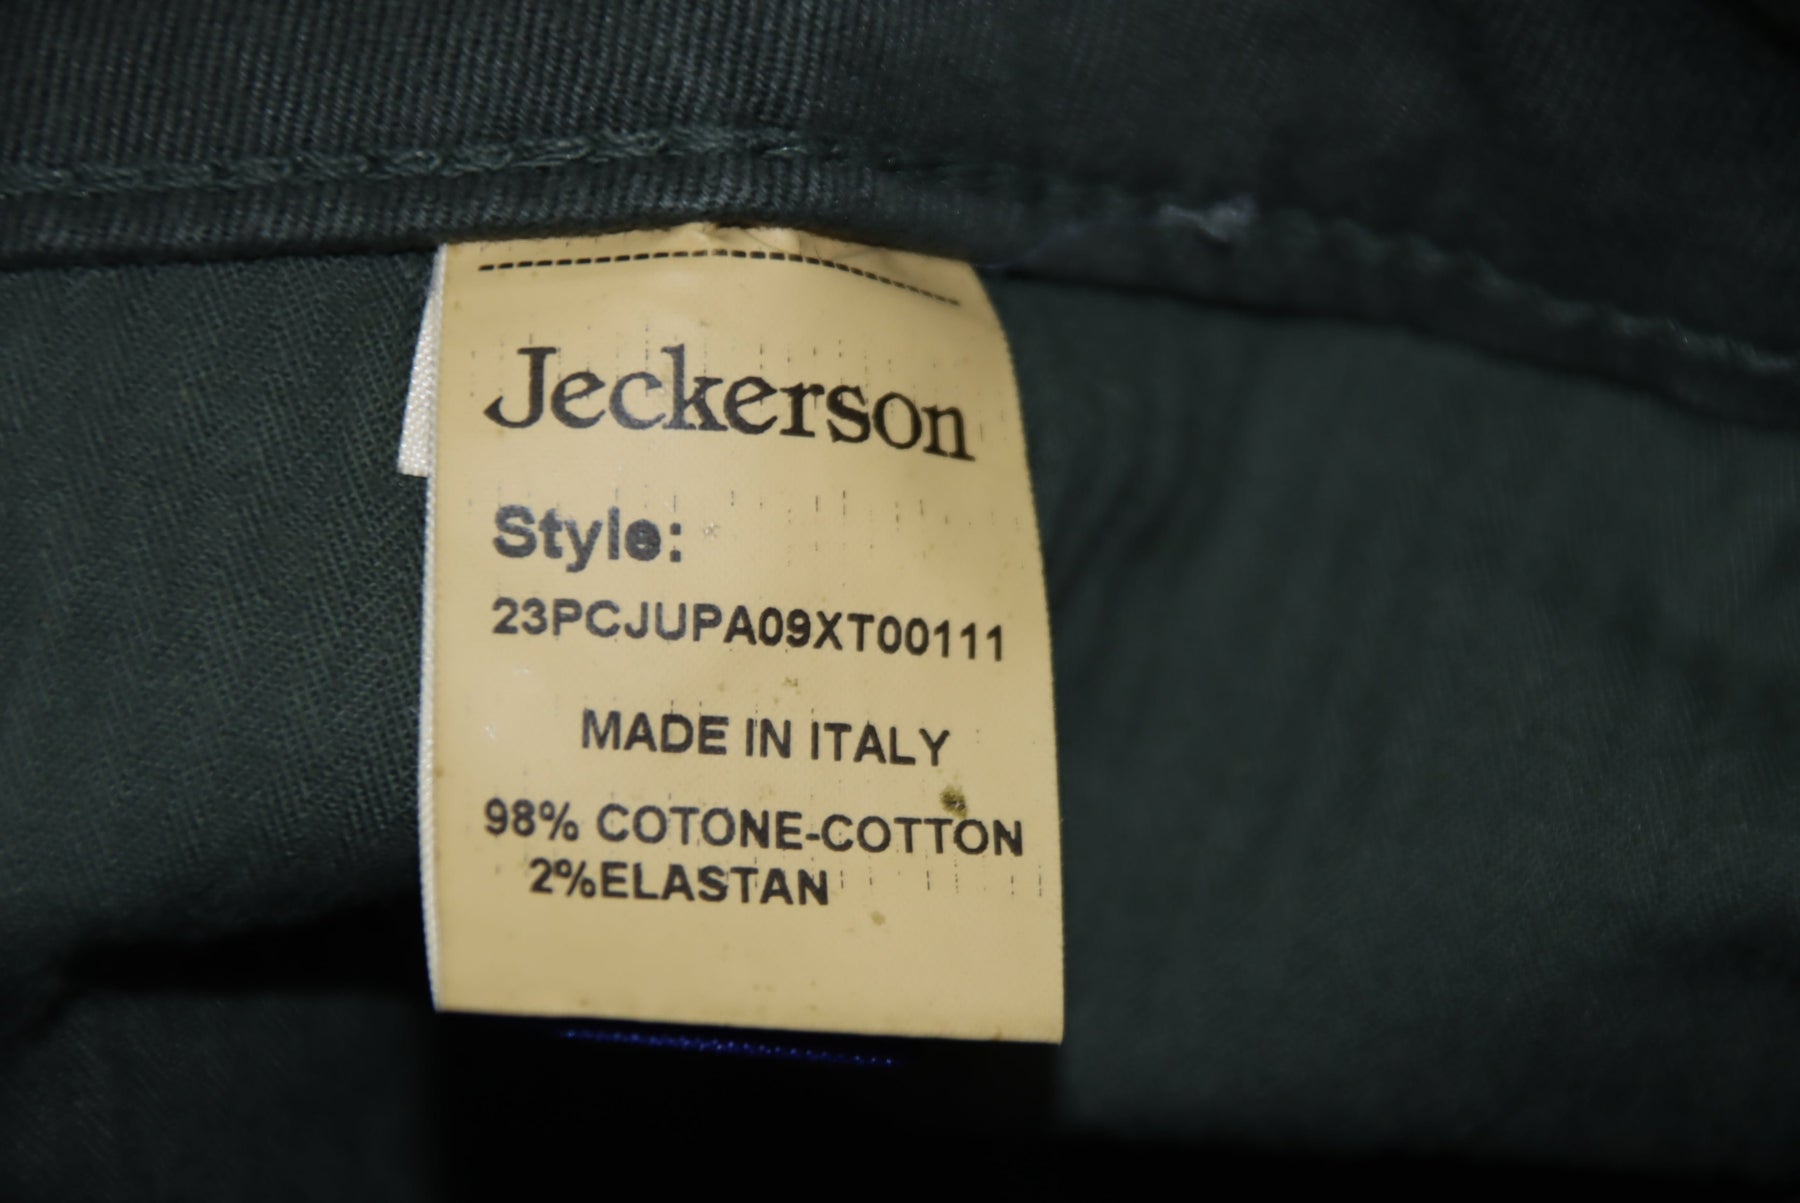 Jeckerson
Style:
23PCJUPA09XT00111
MADE IN ITALY
98% COTONE-COTTON
2%ELASTAN